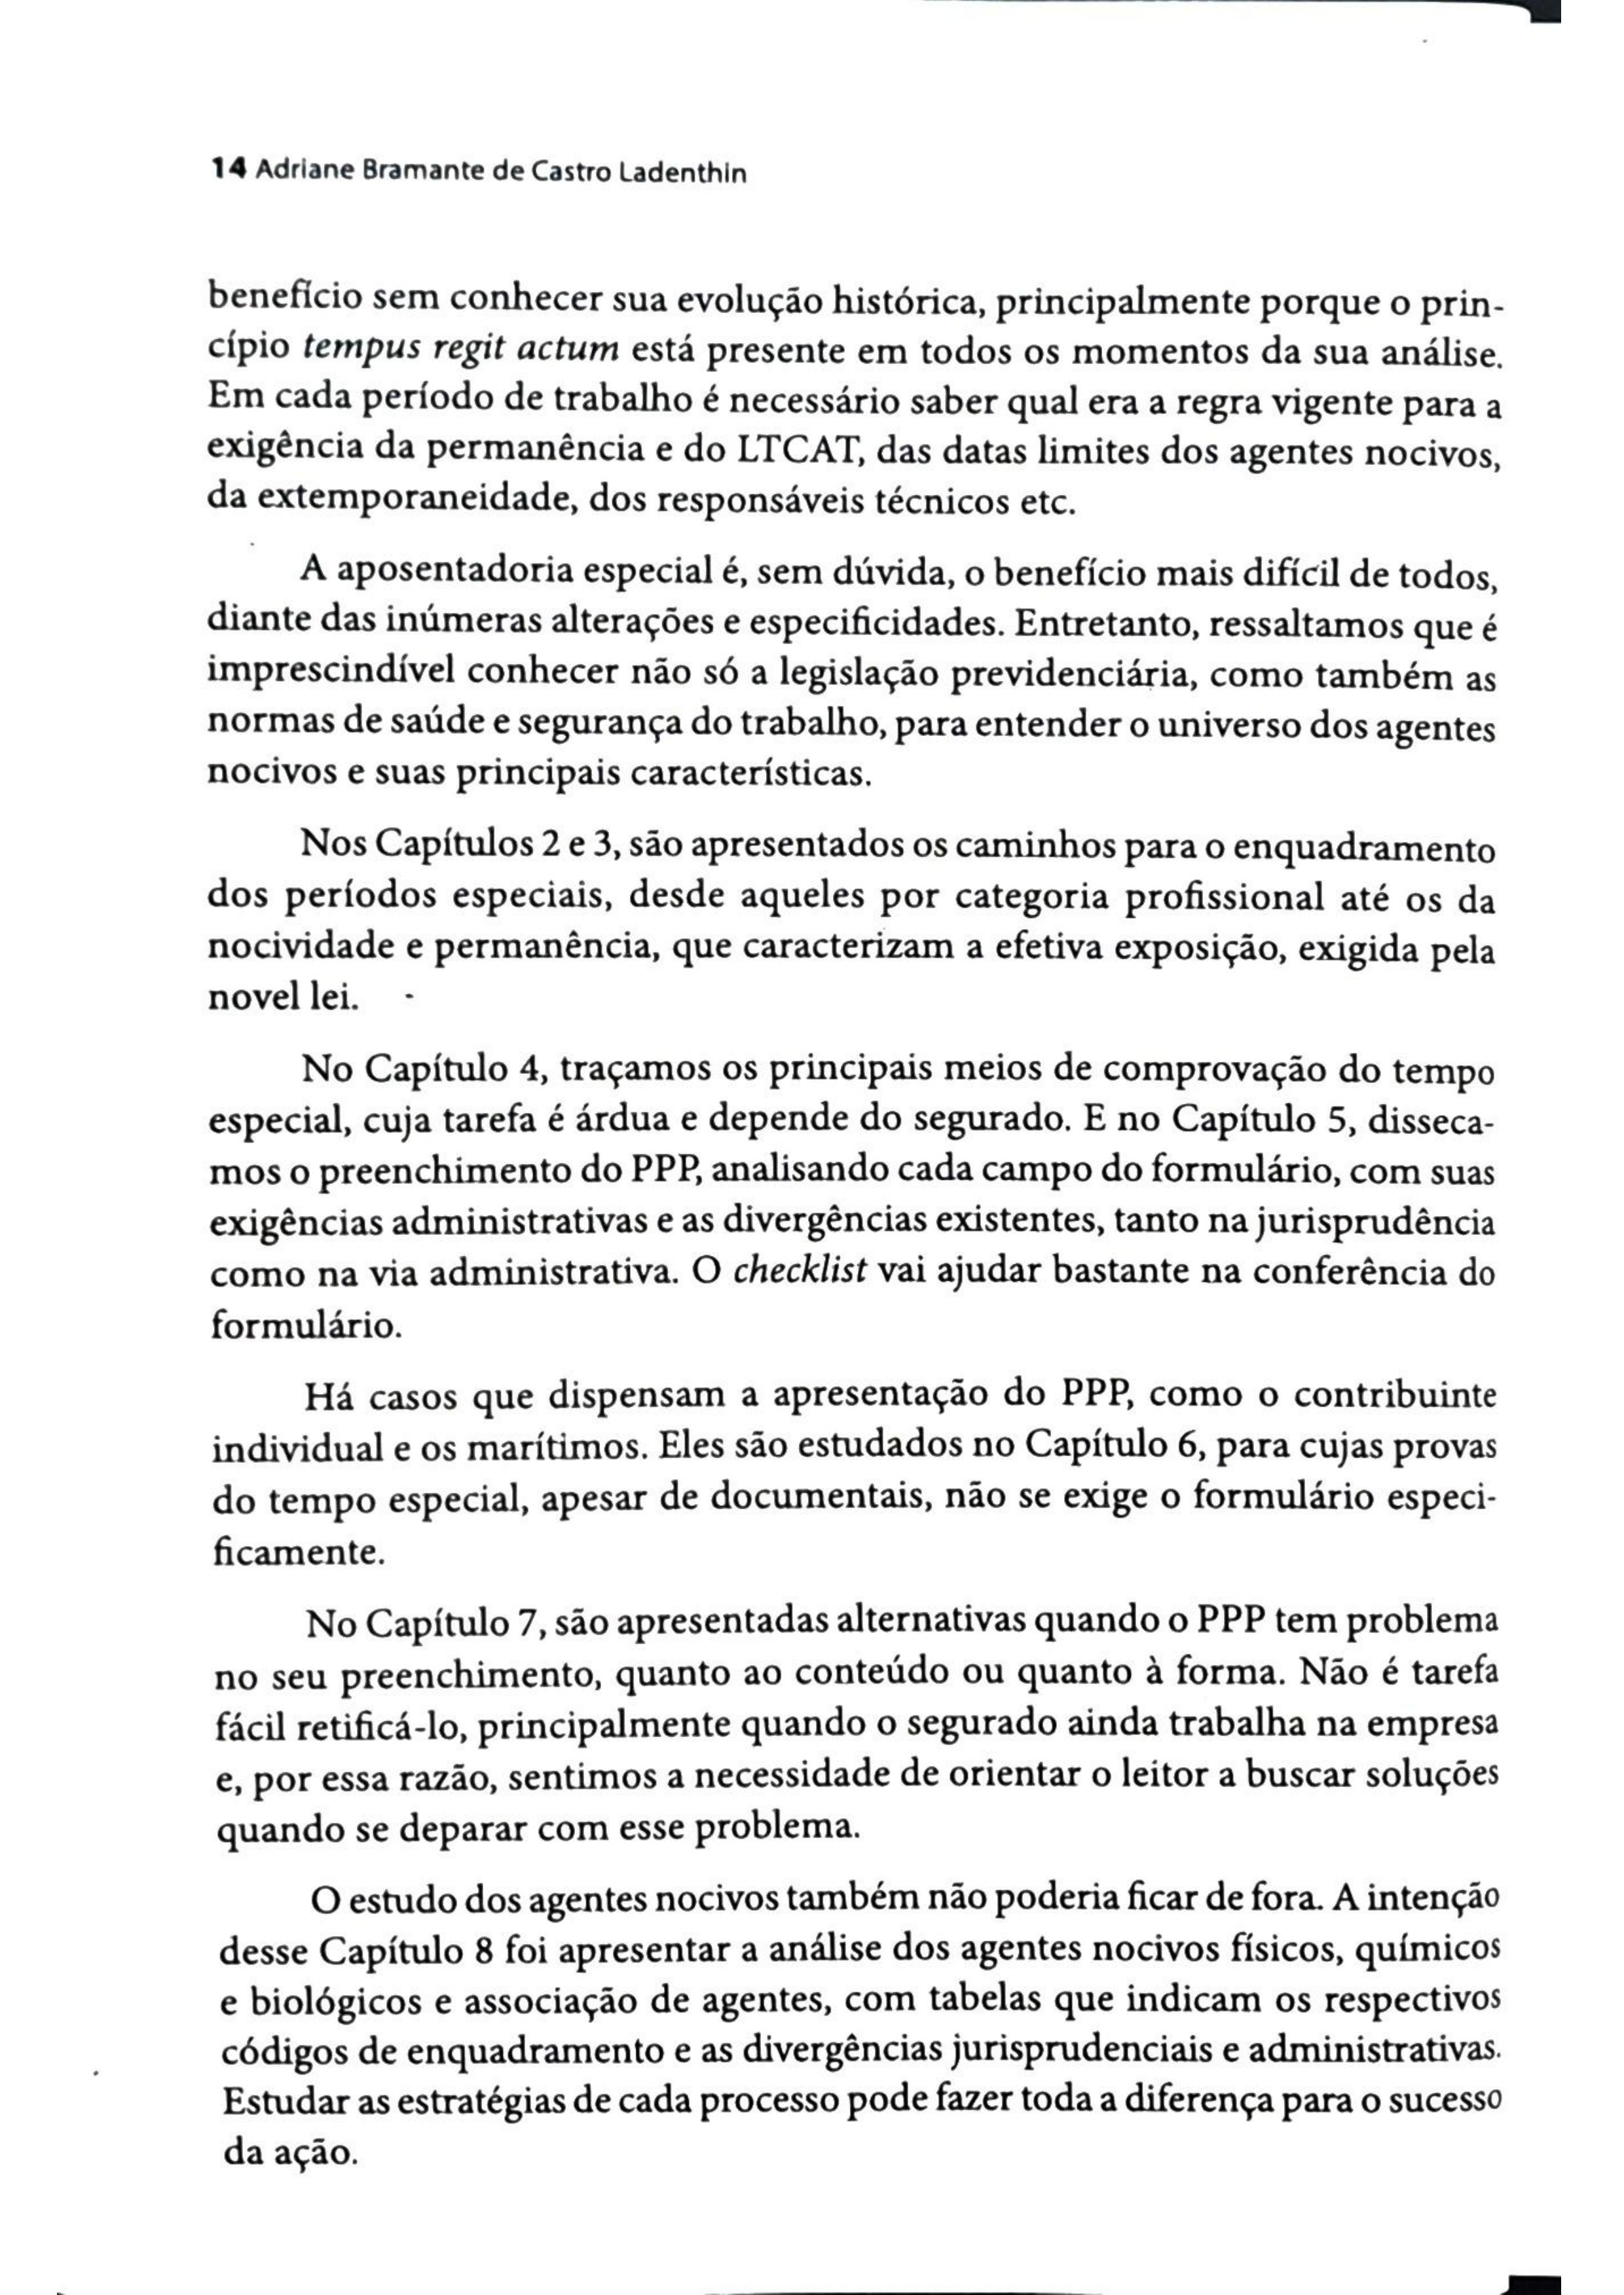 14 Adriane Bramante de Castro Ladenthin
benefício sem conhecer sua evolução histórica, principalmente porque o prin-
cípio tempus regit actum está presente em todos os momentos da sua análise.
Em cada período de trabalho é necessário saber qual era a regra vigente para a
exigência da permanência e do LTCAT, das datas limites dos agentes nocivos,
da extemporaneidade, dos responsáveis técnicos etc.
A aposentadoria especial é, sem dúvida, o benefício mais difícil de todos,
diante das inúmeras alterações e especificidades. Entretanto, ressaltamos que é
imprescindível conhecer não só a legislação previdenciária, como também as
normas de saúde e segurança do trabalho, para entender o universo dos agentes
nocivos e suas principais características.
Nos Capítulos 2 e 3, são apresentados os caminhos para o enquadramento
dos períodos especiais, desde aqueles por categoria profissional até os da
nocividade e permanência, que caracterizam a efetiva exposição, exigida pela
novel lei.
No Capítulo 4, traçamos os principais meios de comprovação do tempo
especial, cuja tarefa é árdua e depende do segurado. E no Capítulo 5, disseca-
mos o preenchimento do PPP, analisando cada campo do formulário, com suas
exigências administrativas e as divergências existentes, tanto na jurisprudência
como na via administrativa. O checklist vai ajudar bastante na conferência do
formulário.
Há casos que dispensam a apresentação do PPP, como o contribuinte
individual e os marítimos. Eles são estudados no Capítulo 6, para cujas provas
do tempo especial, apesar de documentais, não se exige o formulário especi-
ficamente.
No Capítulo 7, são apresentadas alternativas quando o PPP tem problema
no seu preenchimento, quanto ao conteúdo ou quanto à forma. Não é tarefa
fácil retificá-lo, principalmente quando o segurado ainda trabalha na empresa
e, por essa razão, sentimos a necessidade de orientar o leitor a buscar soluções
quando se deparar com esse problema.
O estudo dos agentes nocivos também não poderia ficar de fora. A intenção
desse Capítulo 8 foi apresentar a análise dos agentes nocivos físicos, químicos
e biológicos e associação de agentes, com tabelas que indicam os respectivos
códigos de enquadramento e as divergências jurisprudenciais e administrativas.
Estudar as estratégias de cada processo pode fazer toda a diferença para o sucesso
da ação.